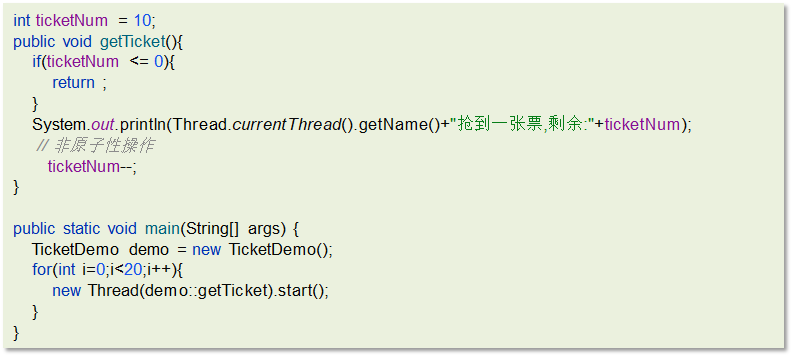 int ticketNum = 10;
public void getTicket(){
if(ticketNum <= 0){
return ;
}
System.out.println(Thread.currentThread().getName()+"抢到一张票,剩余:"+ticketNum);
// 非原子性操作
ticketNum--;
}
public static void main(String[] args) {
TicketDemo demo = new TicketDemo();
for(int i=0;i<20;i++){
new Thread(demo::getTicket).start();
}
}